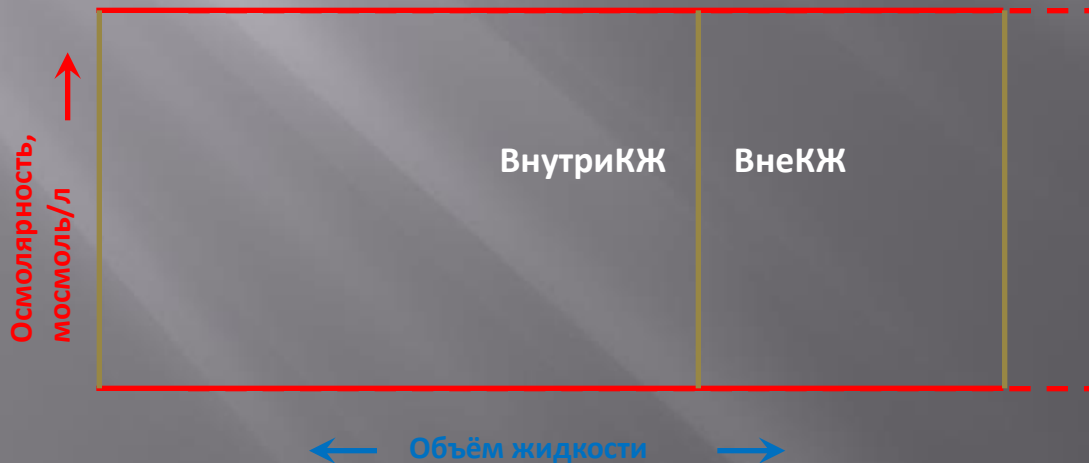 Осмолярность,
мосмоль/л
ВнутриКЖ
ВнеКЖ
Объём жидкости